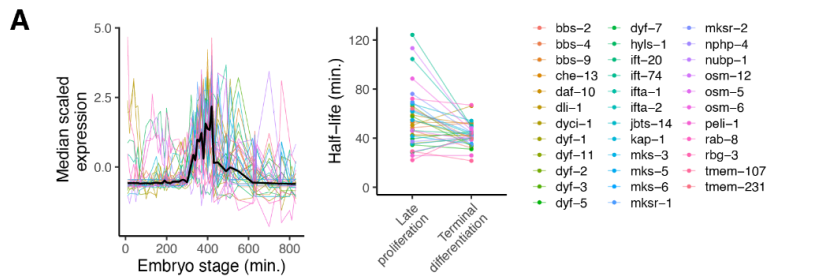 A
Median scaled
expression
5.0
2.5
0.0
0 200 400 600 800
Embryo stage (min.)
Half−life (min.)
120
80
40
0
Late
proliferation
Terminal
differentiation
bbs−2
bbs−4
bbs−9
che−13
daf−10
dli−1
dyci−1
dyf−1
dyf−11
dyf−2
dyf−3
dyf−5
dyf−7
hyls−1
ift−20
ift−74
ifta−1
ifta−2
jbts−14
kap−1
mks−3
mks−5
mks−6
mksr−1
mksr−2
nphp−4
nubp−1
osm−12
osm−5
osm−6
peli−1
rab−8
rbg−3
tmem−107
tmem−231